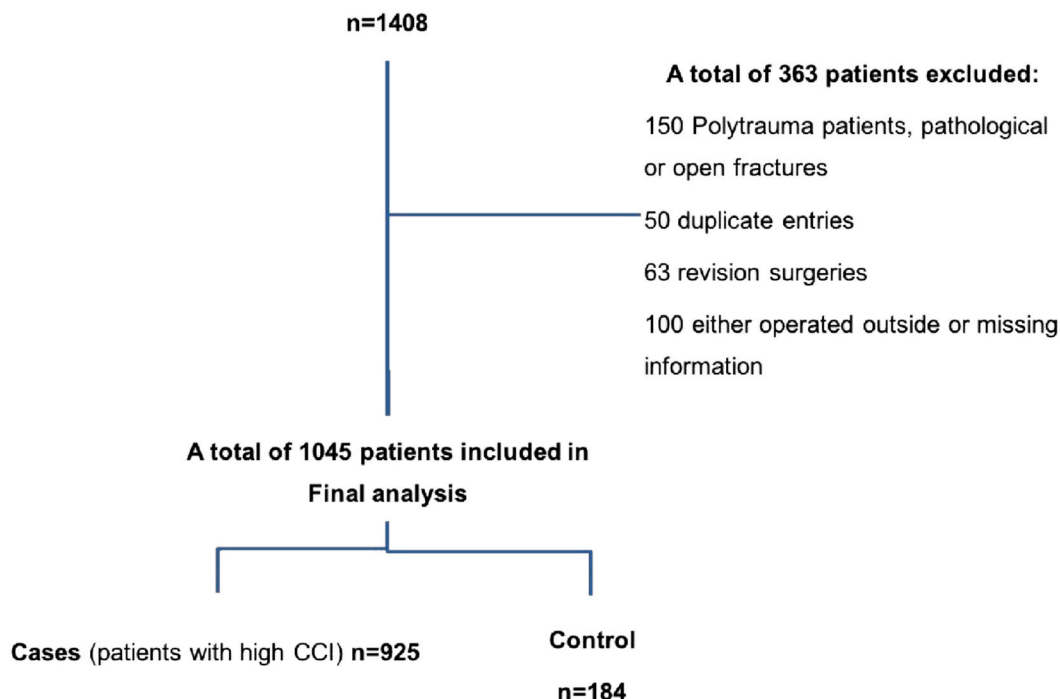 n=1408
A total of 363 patients excluded:
150 Polytrauma patients, pathological
or open fractures
50 duplicate entries
63 revision surgeries
100 either operated outside or missing
information
A total of 1045 patients included in
Final analysis
Cases (patients with high CCI) n=925
Control
n=184